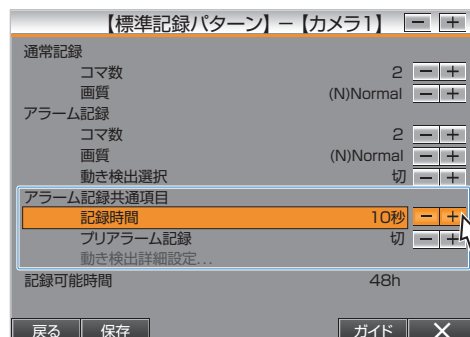 【標準記録パターン】－【カメラ1】 － ＋
通常記録
コマ数 2 － ＋
画質 (N)Normal － ＋
アラーム記録
コマ数 2 － ＋
画質 (N)Normal － ＋
動き検出選択 切 － ＋
アラーム記録共通項目
記録時間 10秒 － ＋
プリアラーム記録 切 － ＋
動き検出詳細設定...
記録可能時間 48h
戻る 保存 ガイド ✕